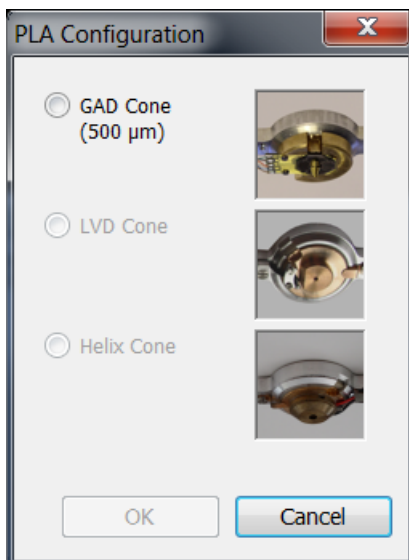 PLA Configuration
GAD Cone
(500 µm)
LVD Cone
Helix Cone
OK
Cancel